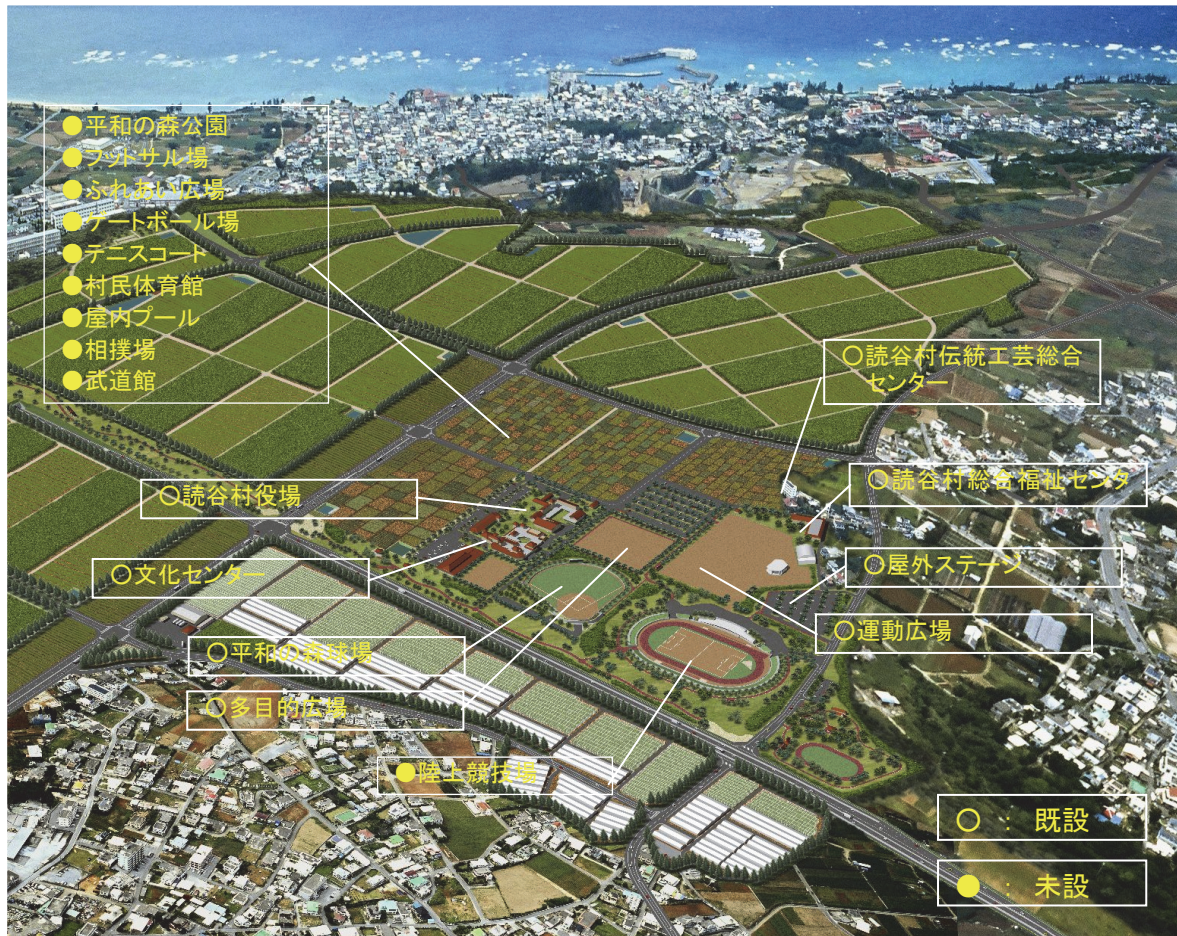 ●平和の森公園
●フットサル場
●ふれあい広場
●ゲートボール場
●テニスコート
●村民体育館
●屋内プール
●相撲場
●武道館
○読谷村伝統工芸総合
センター
○読谷村総合福祉センタ
○読谷村役場
○屋外ステージ
○文化センター
○運動広場
○平和の森球場
○多目的広場
●陸上競技場
○ : 既設
● : 未設